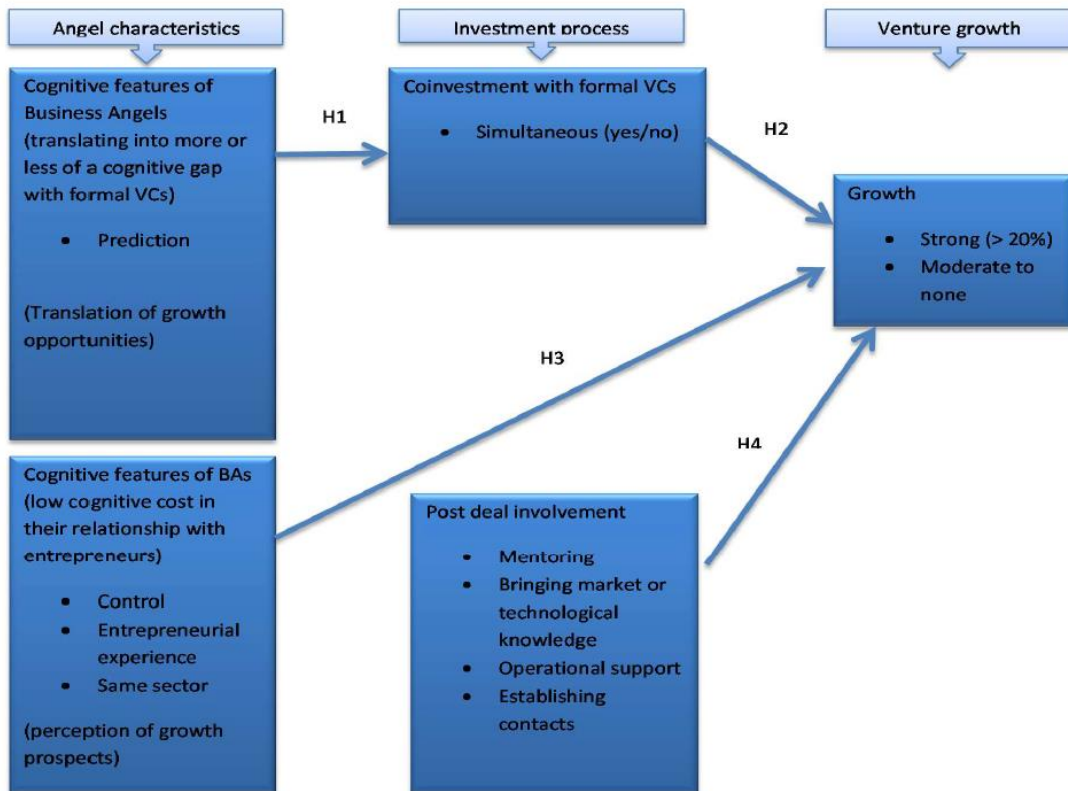 Angel characteristics
Investment process
Venture growth
Cognitive features of
Business Angels
(translating into more or
less of a cognitive gap
with formal VCs)
• Prediction
(Translation of growth
opportunities)
H1
Coinvestment with formal VCs
• Simultaneous (yes/no)
H2
Growth
• Strong (> 20%)
• Moderate to
none
H3
H4
Cognitive features of BAs
(low cognitive cost in
their relationship with
entrepreneurs)
• Control
• Entrepreneurial
experience
• Same sector
(perception of growth
prospects)
Post deal involvement
• Mentoring
• Bringing market or
technological
knowledge
• Operational support
• Establishing
contacts